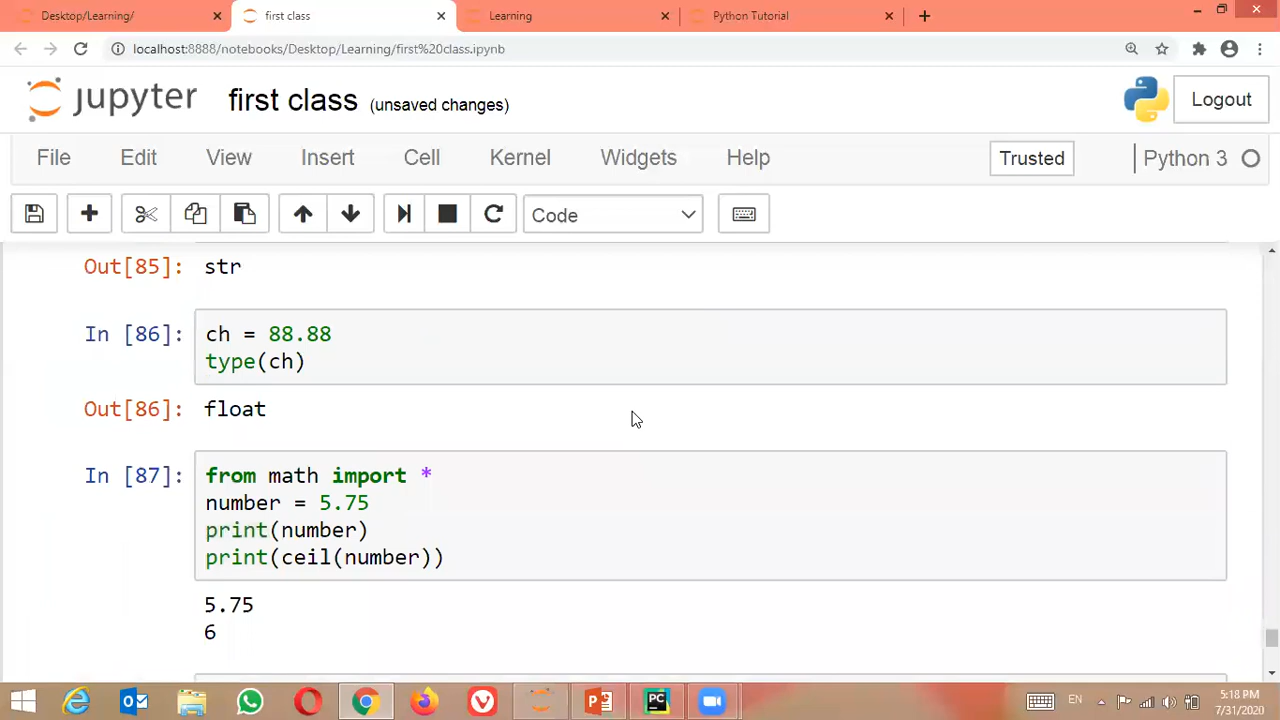 Desktop/Learning/
first class
Learning
Python Tutorial
localhost:8888/notebooks/Desktop/Learning/first%20class.ipynb
jupyter first class (unsaved changes)
Logout
File Edit View Insert Cell Kernel Widgets Help
Trusted
Python 3
Code
Out[85]: str
In [86]: ch = 88.88
type(ch)
Out[86]: float
In [87]: from math import *
number = 5.75
print(number)
print(ceil(number))
5.75
6
EN
5:18 PM
7/31/2020